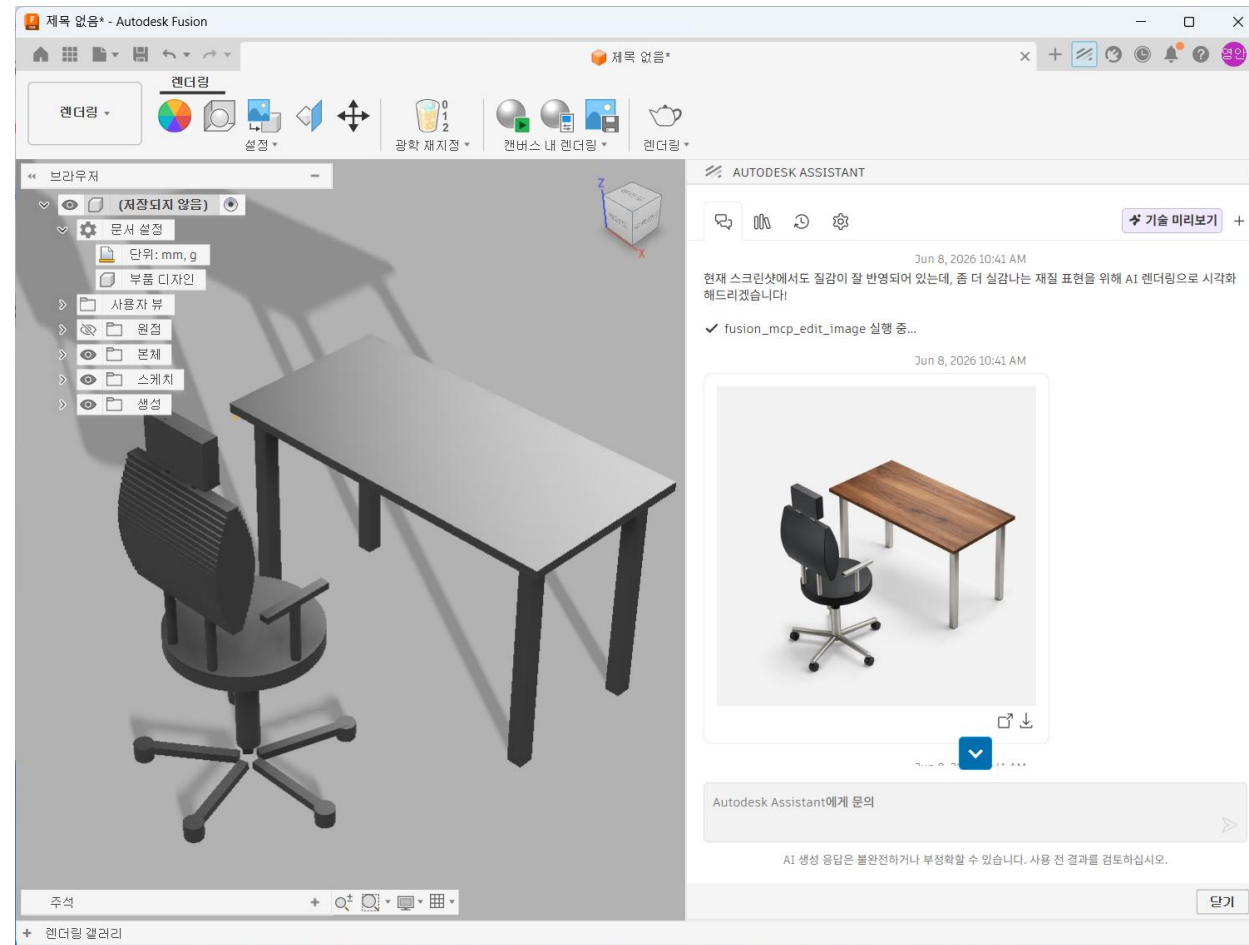 제목 없음* - Autodesk Fusion
제목 없음*
영안
렌더링
렌더링
설정
0
1
2
광학 재지정
캔버스 내 렌더링
렌더링
브라우저
(저장되지 않음)
문서 설정
단위: mm, g
부품 디자인
사용자 뷰
원점
본체
스케치
생성
Z
X
AUTODESK ASSISTANT
기술 미리보기
Jun 8, 2026 10:41 AM
현재 스크린샷에서도 질감이 잘 반영되어 있는데, 좀 더 실감나는 재질 표현을 위해 AI 렌더링으로 시각화
해드리겠습니다!
fusion_mcp_edit_image 실행 중...
Jun 8, 2026 10:41 AM
Autodesk Assistant에게 문의
AI 생성 응답은 불완전하거나 부정확할 수 있습니다. 사용 전 결과를 검토하십시오.
주석
닫기
렌더링 갤러리